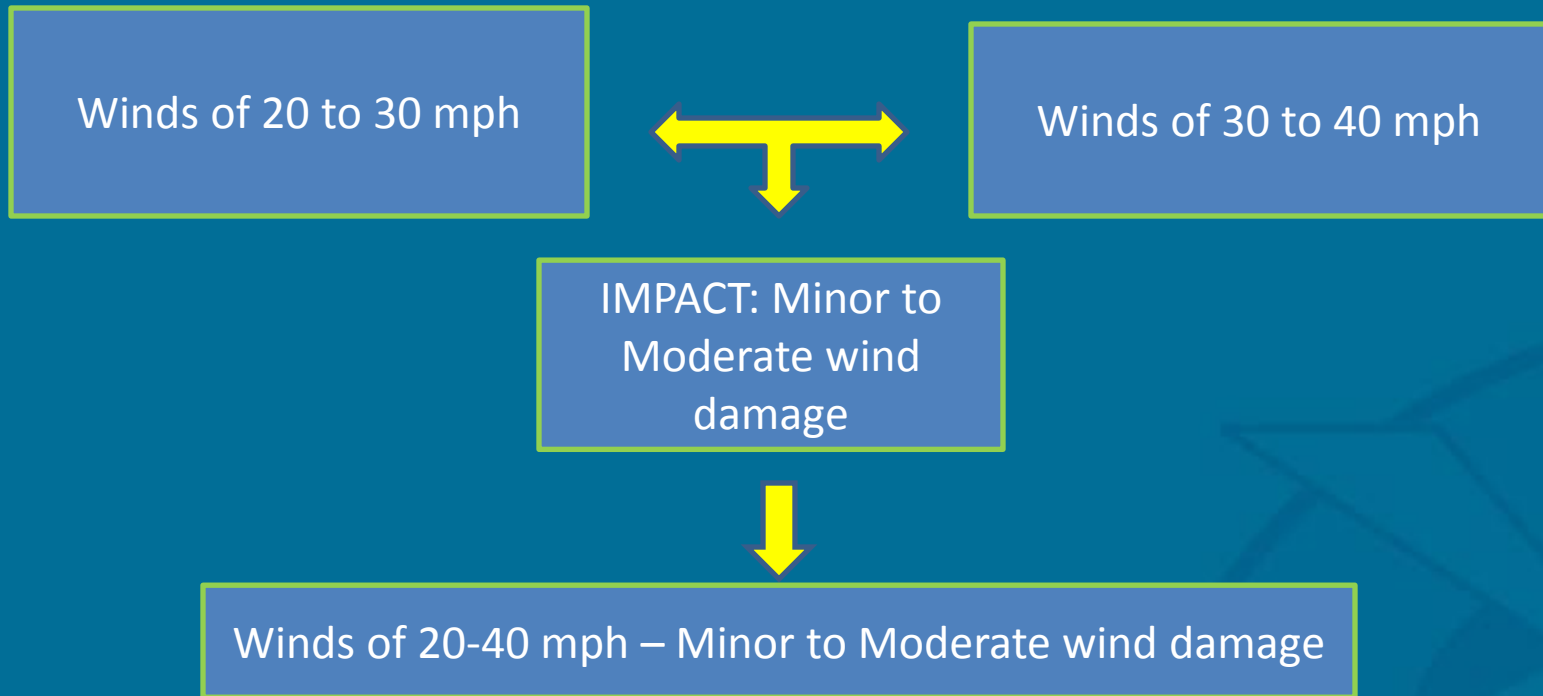 Winds of 20 to 30 mph
Winds of 30 to 40 mph
IMPACT: Minor to
Moderate wind
damage
Winds of 20-40 mph – Minor to Moderate wind damage